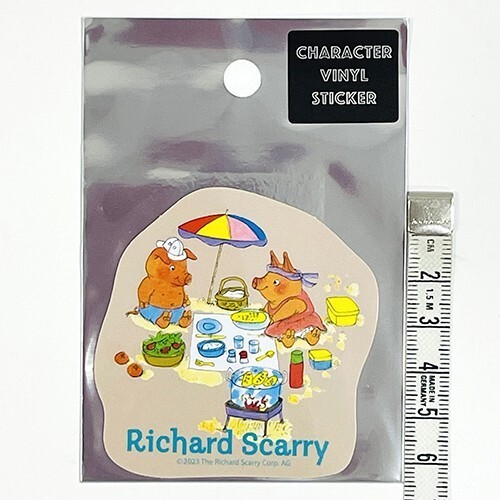 CHARACTER
VINYL
STICKER
Richard Scarry
©2023 The Richard Scarry Corp. AG
CM
2
1.5 M
3
4
MADE IN
GERMANY
5
6